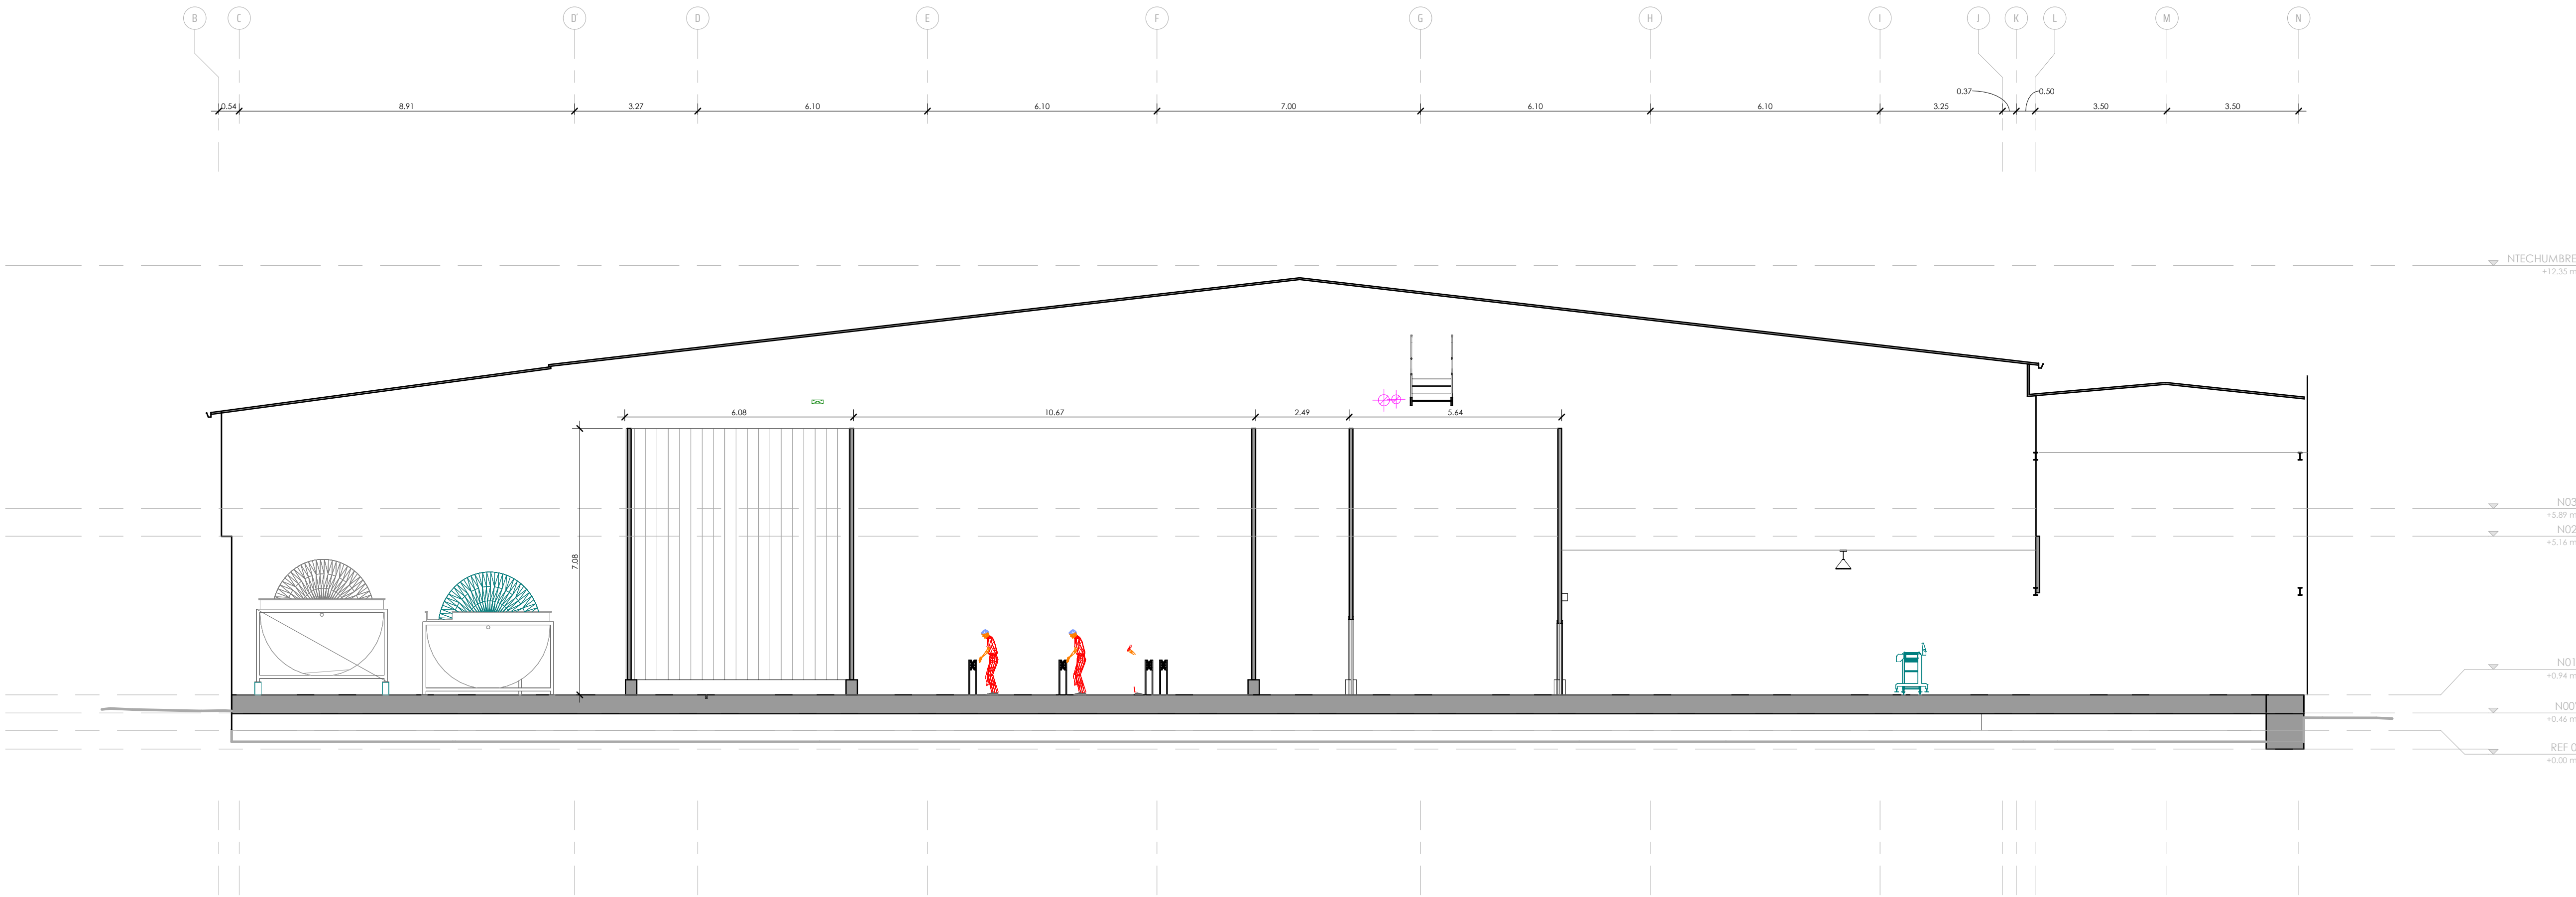 B C D' D E F G H I J K L M N
0.37 0.50
0.54 8.91 3.27 6.10 6.10 7.00 6.10 6.10 3.25 3.50 3.50
NTECHUMBRE
+12.35 m
6.08 10.67 2.49 5.64
7.08
N03
+5.89 m
N02
+5.16 m
N01
+0.94 m
N00'
+0.46 m
REF 0
+0.00 m